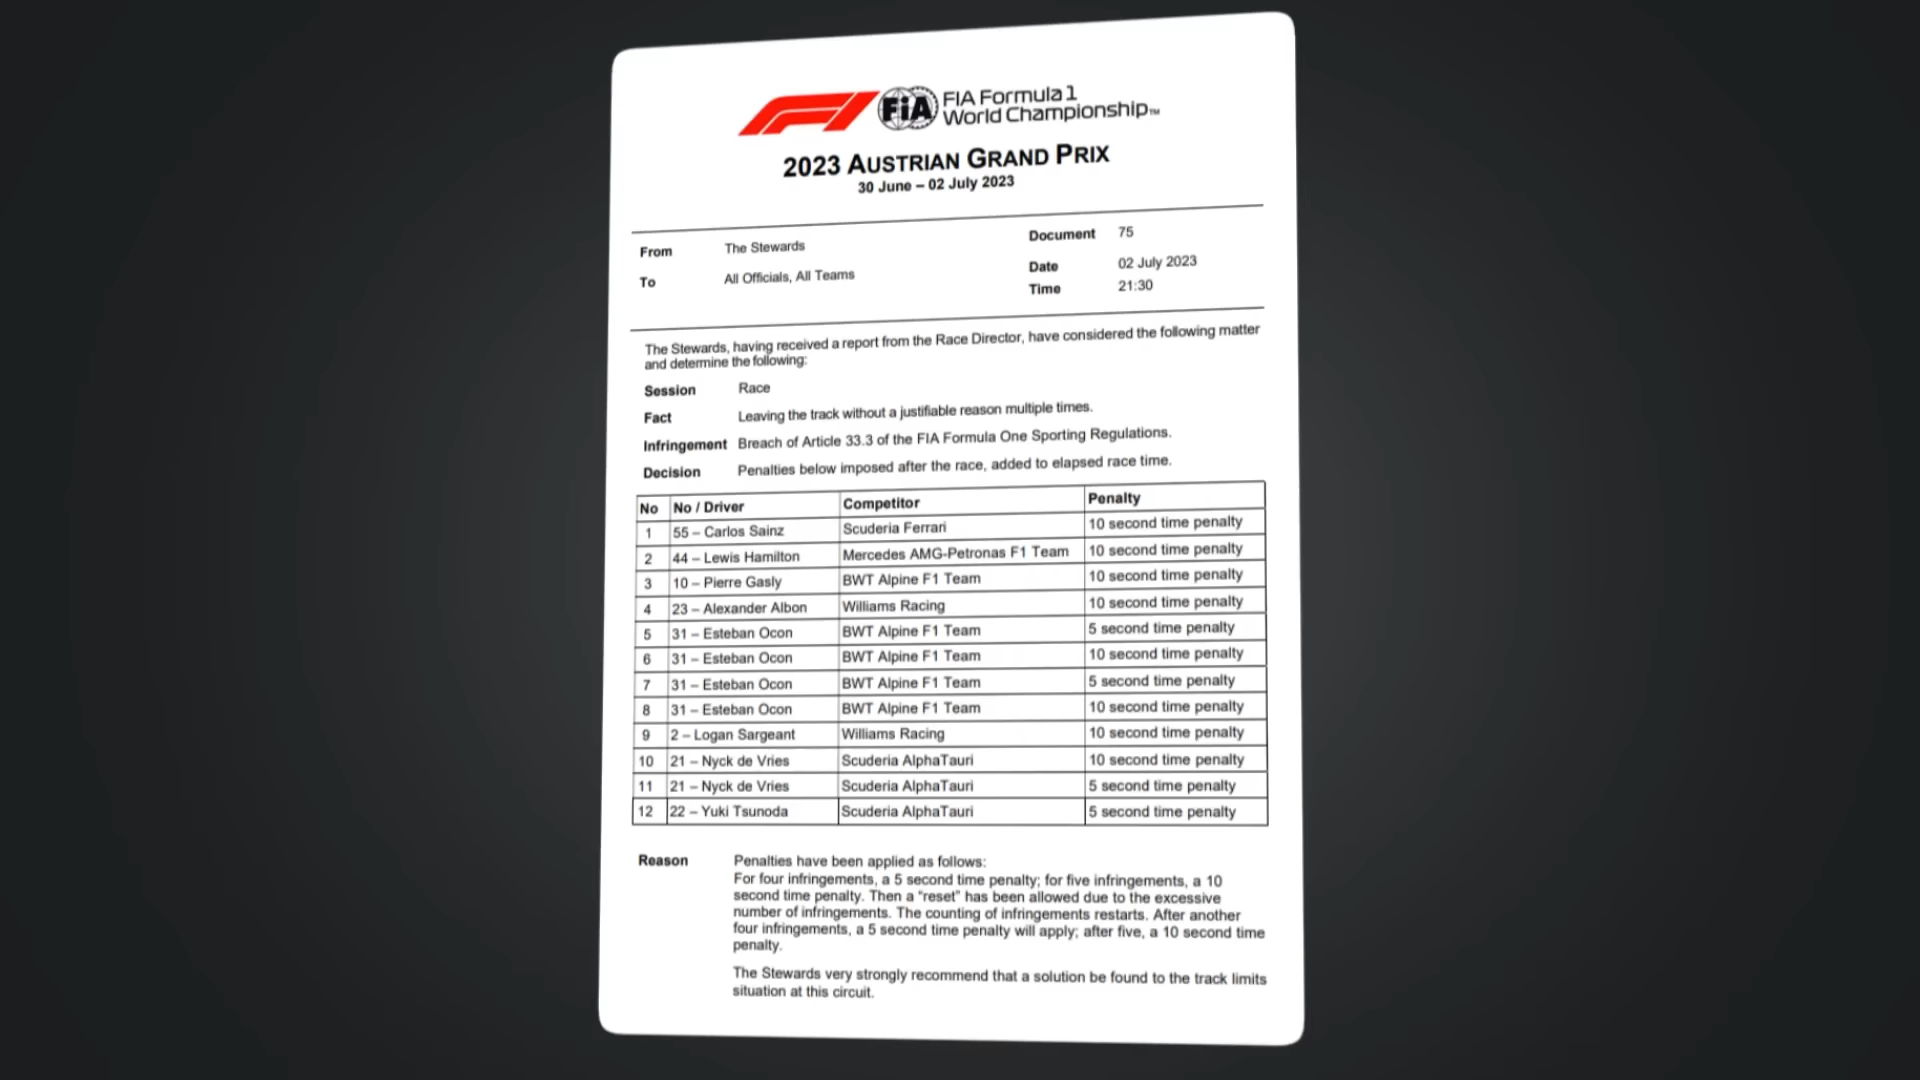 FIA FIA Formula 1
World Championship™
2023 AUSTRIAN GRAND PRIX
30 June – 02 July 2023
From The Stewards Document 75
To All Officials, All Teams Date 02 July 2023
Time 21:30
The Stewards, having received a report from the Race Director, have considered the following matter
and determine the following:
Session Race
Fact Leaving the track without a justifiable reason multiple times.
Infringement Breach of Article 33.3 of the FIA Formula One Sporting Regulations.
Decision Penalties below imposed after the race, added to elapsed race time.
No No / Driver Competitor Penalty
1 55 – Carlos Sainz Scuderia Ferrari 10 second time penalty
2 44 – Lewis Hamilton Mercedes AMG-Petronas F1 Team 10 second time penalty
3 10 – Pierre Gasly BWT Alpine F1 Team 10 second time penalty
4 23 – Alexander Albon Williams Racing 10 second time penalty
5 31 – Esteban Ocon BWT Alpine F1 Team 5 second time penalty
6 31 – Esteban Ocon BWT Alpine F1 Team 10 second time penalty
7 31 – Esteban Ocon BWT Alpine F1 Team 5 second time penalty
8 31 – Esteban Ocon BWT Alpine F1 Team 10 second time penalty
9 2 – Logan Sargeant Williams Racing 10 second time penalty
10 21 – Nyck de Vries Scuderia AlphaTauri 10 second time penalty
11 21 – Nyck de Vries Scuderia AlphaTauri 5 second time penalty
12 22 – Yuki Tsunoda Scuderia AlphaTauri 5 second time penalty
Reason Penalties have been applied as follows:
For four infringements, a 5 second time penalty; for five infringements, a 10
second time penalty. Then a "reset" has been allowed due to the excessive
number of infringements. The counting of infringements restarts. After another
four infringements, a 5 second time penalty will apply; after five, a 10 second time
penalty.
The Stewards very strongly recommend that a solution be found to the track limits
situation at this circuit.